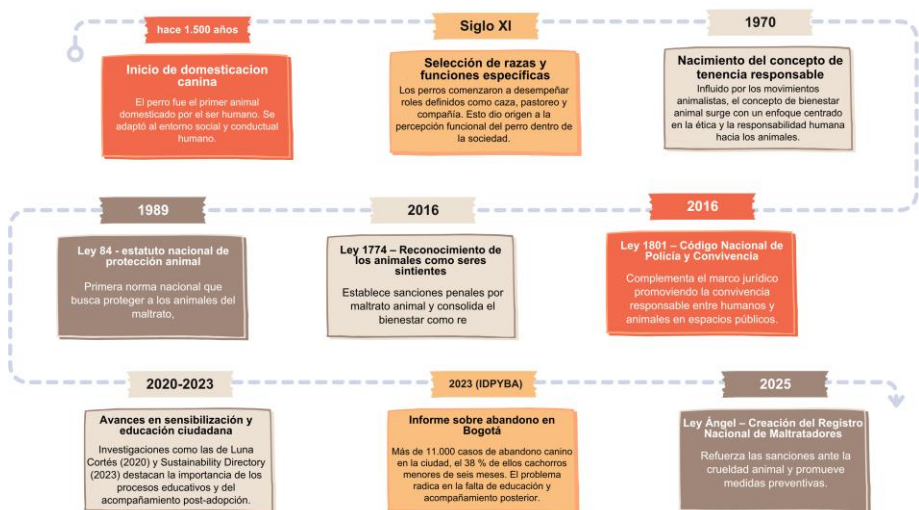 hace 1.500 años
Inicio de domesticacion
canina
El perro fue el primer animal
domesticado por el ser humano. Se
adaptó al entorno social y conductual
humano.
Siglo XI
Selección de razas y
funciones específicas
Los perros comenzaron a desempeñar
roles definidos como caza, pastoreo y
compañía. Esto dio origen a la
percepción funcional del perro dentro de
la sociedad.
1970
Nacimiento del concepto de
tenencia responsable
Influido por los movimientos
animalistas, el concepto de bienestar
animal surge con un enfoque centrado
en la ética y la responsabilidad humana
hacia los animales.
1989
Ley 84 - estatuto nacional de
protección animal
Primera norma nacional que
busca proteger a los animales del
maltrato,
2016
Ley 1774 – Reconocimiento de
los animales como seres
sintientes
Establece sanciones penales por
maltrato animal y consolida el
bienestar como re
2016
Ley 1801 – Código Nacional de
Policía y Convivencia
Complementa el marco jurídico
promoviendo la convivencia
responsable entre humanos y
animales en espacios públicos.
2020-2023
Avances en sensibilización y
educación ciudadana
Investigaciones como las de Luna
Cortés (2020) y Sustainability Directory
(2023) destacan la importancia de los
procesos educativos y del
acompañamiento post-adopción.
2023 (IDPYBA)
Informe sobre abandono en
Bogotá
Más de 11.000 casos de abandono canino
en la ciudad, el 38 % de ellos cachorros
menores de seis meses. El problema
radica en la falta de educación y
acompañamiento posterior.
2025
Ley Ángel – Creación del Registro
Nacional de Maltratadores
Refuerza las sanciones ante la
crueldad animal y promueve
medidas preventivas.